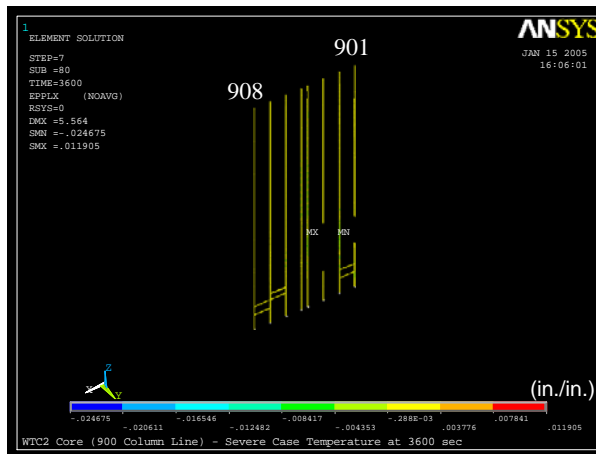 1
ANSYS
ELEMENT SOLUTION
JAN 15 2005
16:06:01
STEP=7
SUB =80
TIME=3600
EPPLX (NOAVG)
RSYS=0
DMX =5.564
SMN =-.024675
SMX =.011905
901
908
MX MN
Z
X
Y
(in./in.)
-.024675 -.016546 -.008417 -.288E-03 .007841
-.020611 -.012482 -.004353 .003776 .011905
WTC2 Core (900 Column Line) - Severe Case Temperature at 3600 sec